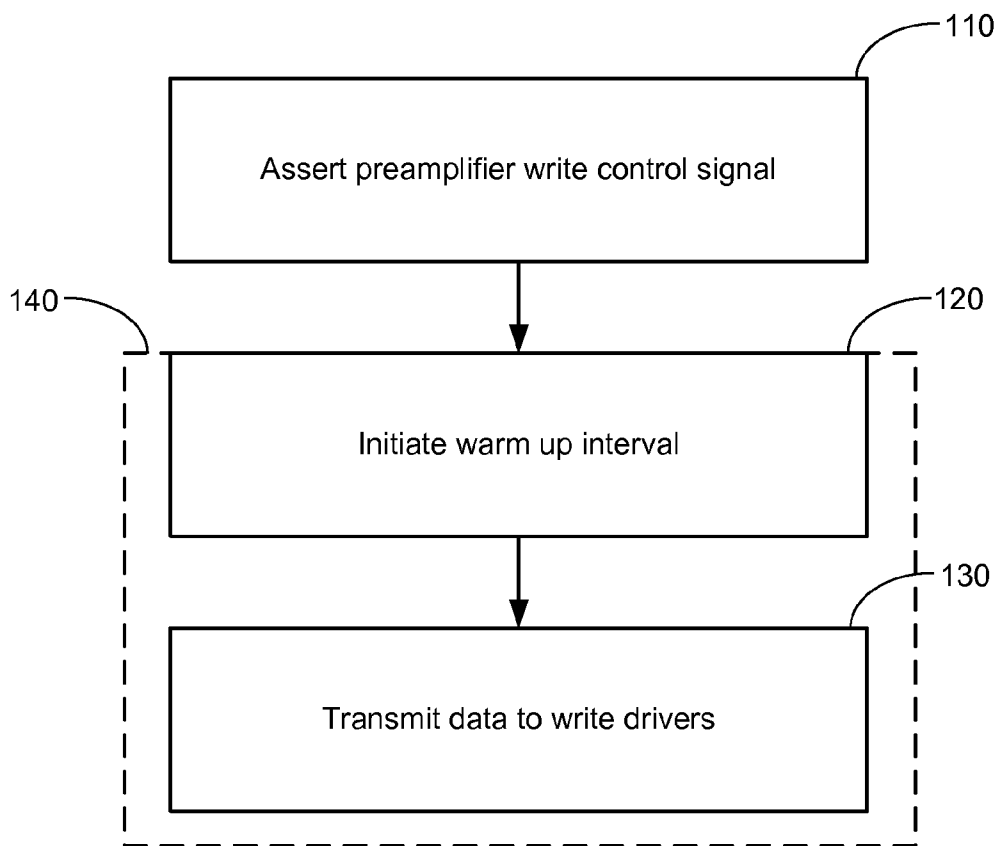 110
Assert preamplifier write control signal
140
120
Initiate warm up interval
130
Transmit data to write drivers